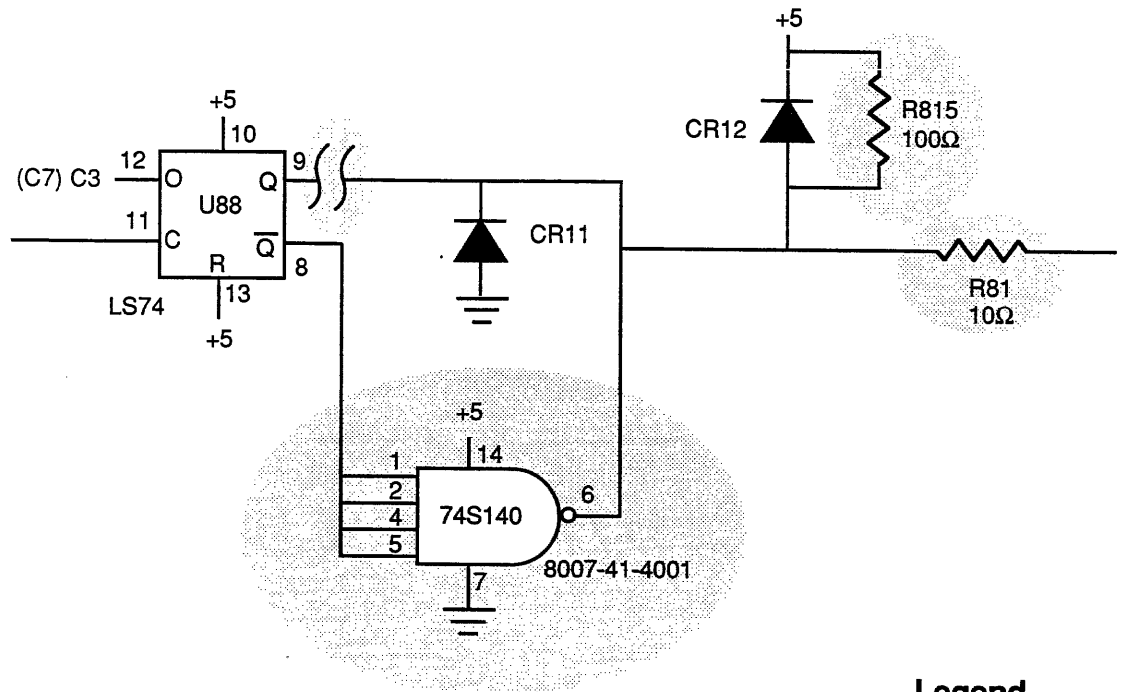 +5
R815
100Ω
CR12
+5
10
12
9
(C7) C3
O
Q
U88
11
C
Q̅
R
8
13
LS74
+5
CR11
R81
10Ω
+5
14
1
2
4
5
74S140
6
8007-41-4001
7
Legend